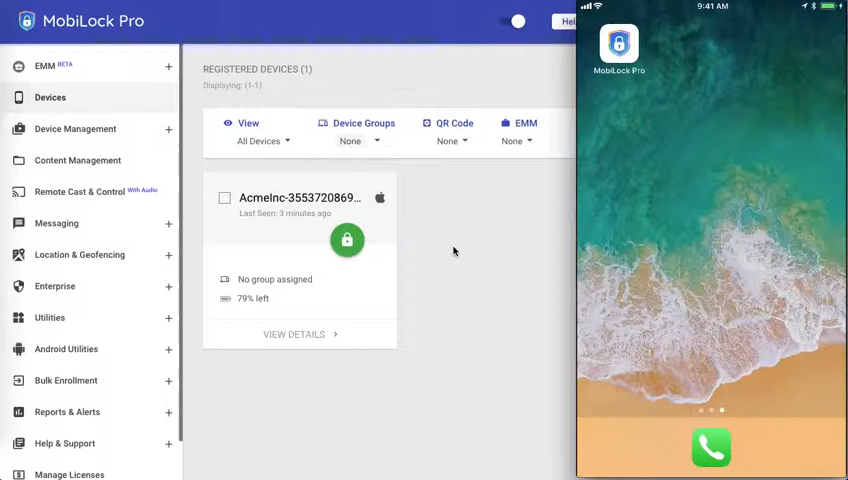 MobiLock Pro
EMM BETA
Devices
Device Management
Content Management
Remote Cast & Control With Audio
Messaging
Location & Geofencing
Enterprise
Utilities
Android Utilities
Bulk Enrollment
Reports & Alerts
Help & Support
Manage Licenses
Hel
REGISTERED DEVICES (1)
Displaying: (1-1)
View
All Devices
Device Groups
None
QR Code
None
EMM
None
AcmeInc-3553720869...
Last Seen: 3 minutes ago
No group assigned
79% left
VIEW DETAILS
9:41 AM
MobiLock Pro